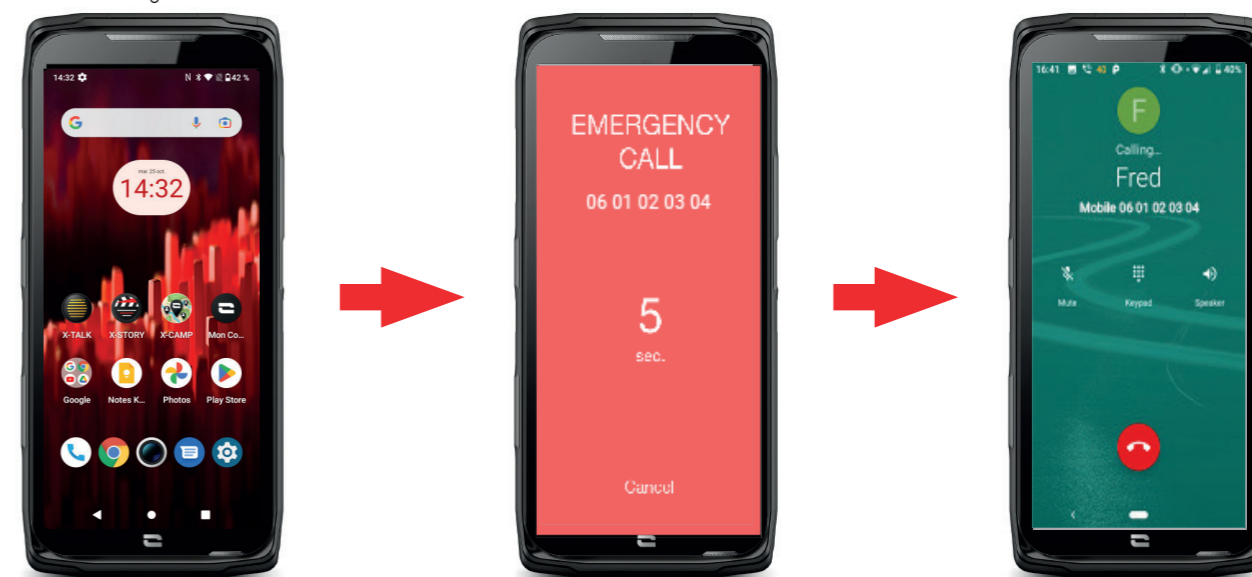 14:32
N
42 %
G
mar. 25 oct.
14:32
X-TALK X-STORY X-CAMP Mon Co...
Google Notes K... Photos Play Store
EMERGENCY
CALL
06 01 02 03 04
5
sec.
Cancel
16:41 40%
F
Calling...
Fred
Mobile 06 01 02 03 04
Mute Keypad Speaker